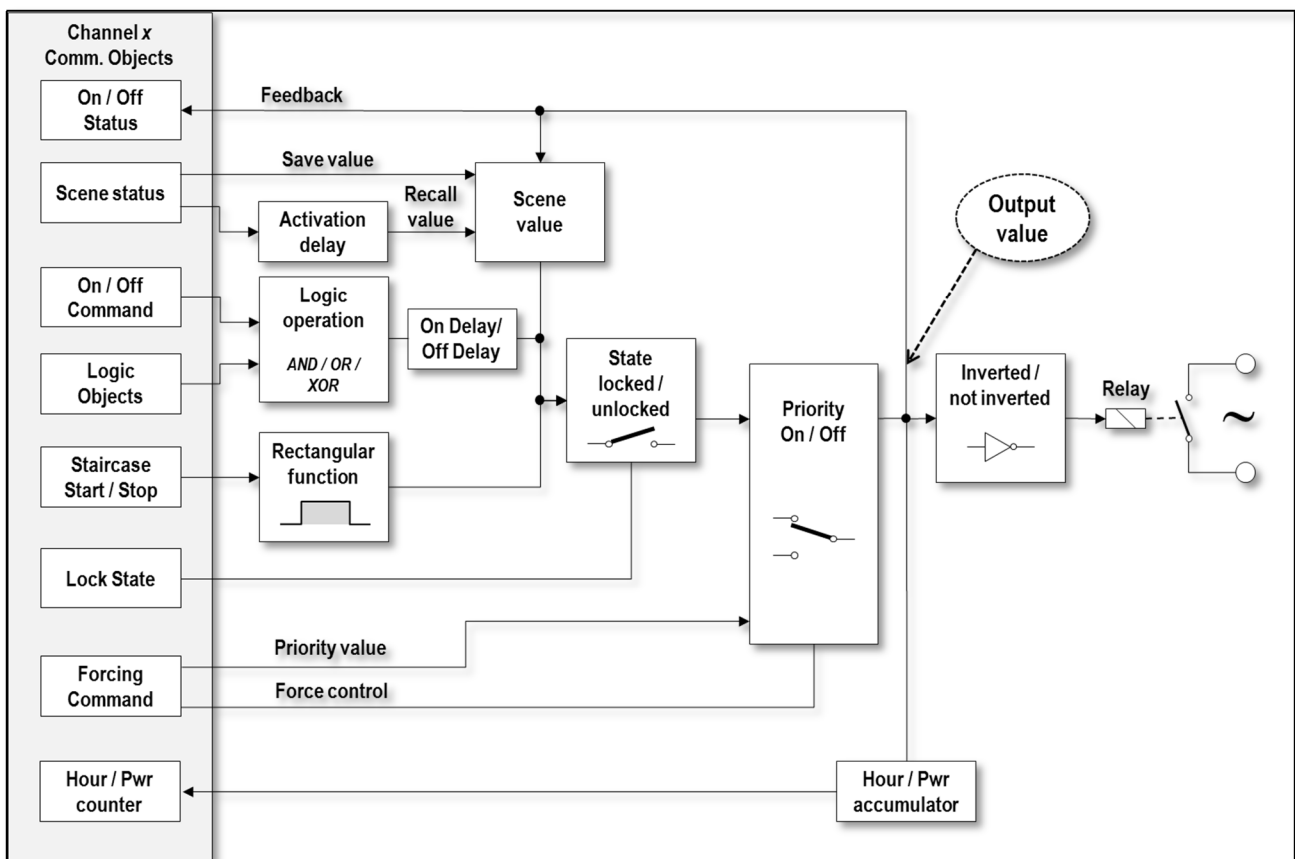 Channel x
Comm. Objects
On / Off
Status
Feedback
Scene status
Save value
Activation
delay
Recall
value
Scene
value
Output
value
On / Off
Command
Logic
operation
AND / OR /
XOR
On Delay/
Off Delay
Logic
Objects
State
locked /
unlocked
Priority
On / Off
Inverted /
not inverted
Relay
~
Staircase
Start / Stop
Rectangular
function
Lock State
Forcing
Command
Priority value
Force control
Hour / Pwr
counter
Hour / Pwr
accumulator